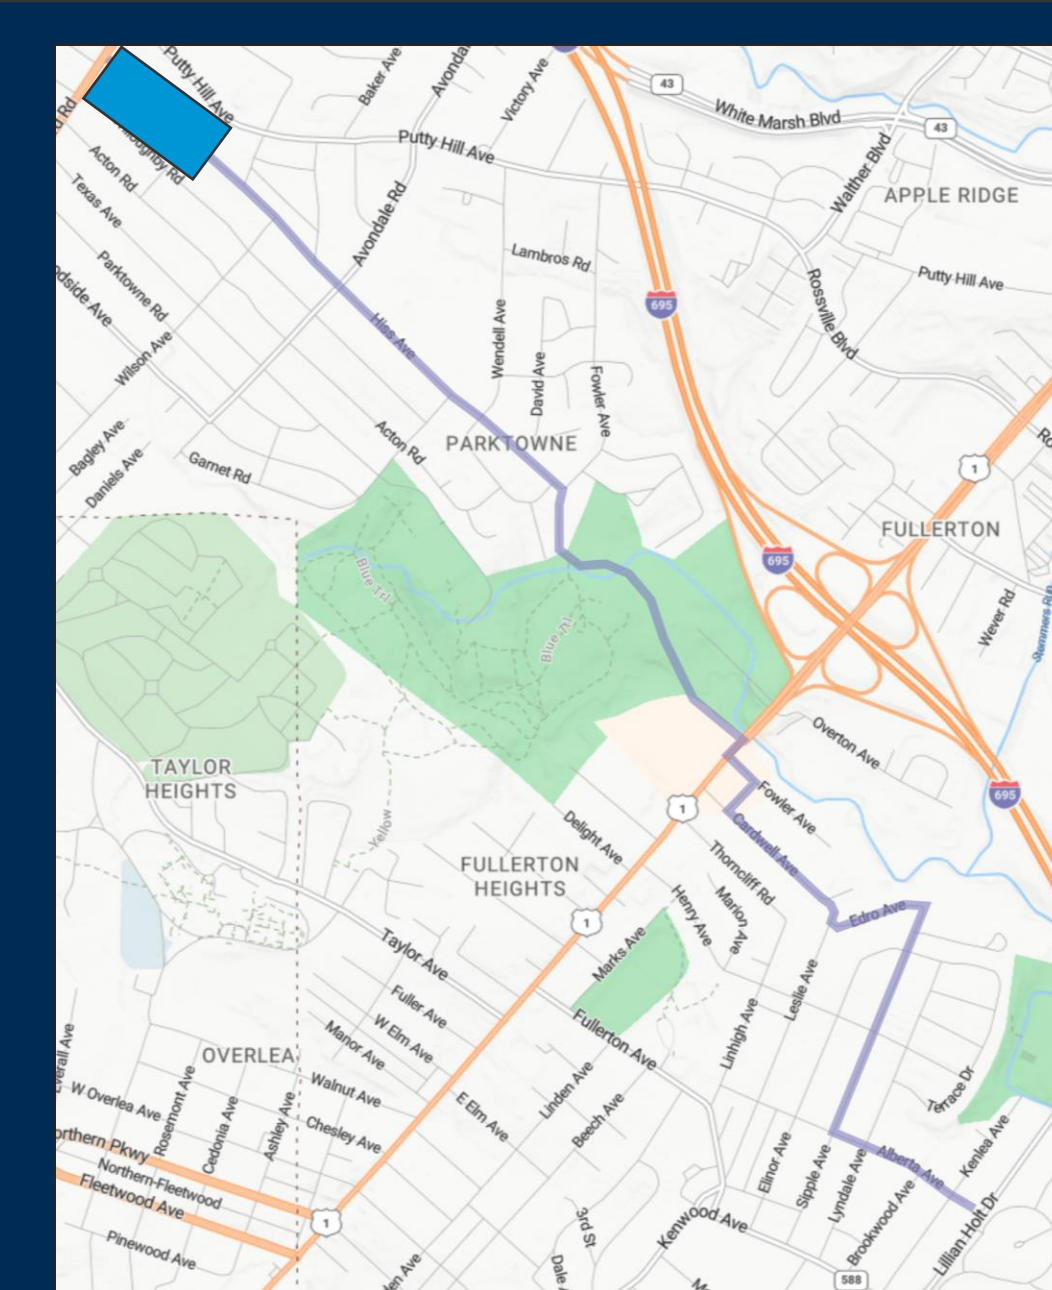 Putty Hill Ave
Baker Ave
Victory Ave
43
White Marsh Blvd
43
Putty Hill Ave
Walther Blvd
APPLE RIDGE
Acton Rd
Texas Ave
Avondale Rd
Lambros Rd
Putty Hill Ave
Parktowne Rd
695
Rossville Blvd
Hiss Ave
Wendell Ave
Wilson Ave
David Ave
Fowler Ave
Bagley Ave
Acton Rd
PARKTOWNE
1
Daniels Ave
Garnet Rd
FULLERTON
695
Blue Trl
Blue Trl
Wever Rd
Stemmers Run
Overton Ave
TAYLOR
HEIGHTS
695
1
Fowler Ave
Yellow
Delight Ave
Cardwell Ave
FULLERTON
HEIGHTS
Thorncliff Rd
Henry Ave
Marion Ave
1
Edro Ave
Taylor Ave
Marks Ave
Leslie Ave
Fuller Ave
W Elm Ave
Manor Ave
Fullerton Ave
Linhigh Ave
OVERLEA
W Overlea Ave
Rosemont Ave
Cedonia Ave
Ashley Ave
Walnut Ave
Chesley Ave
E Elm Ave
Linden Ave
Beech Ave
Terrace Dr
Kenlea Ave
orthern Pkwy
Northern-Fleetwood
Fleetwood Ave
Elinor Ave
Sipple Ave
Lyndale Ave
Alberta Ave
Brookwood Ave
Lillian Holt Dr
1
Pinewood Ave
3rd St
Kenwood Ave
Dale
588